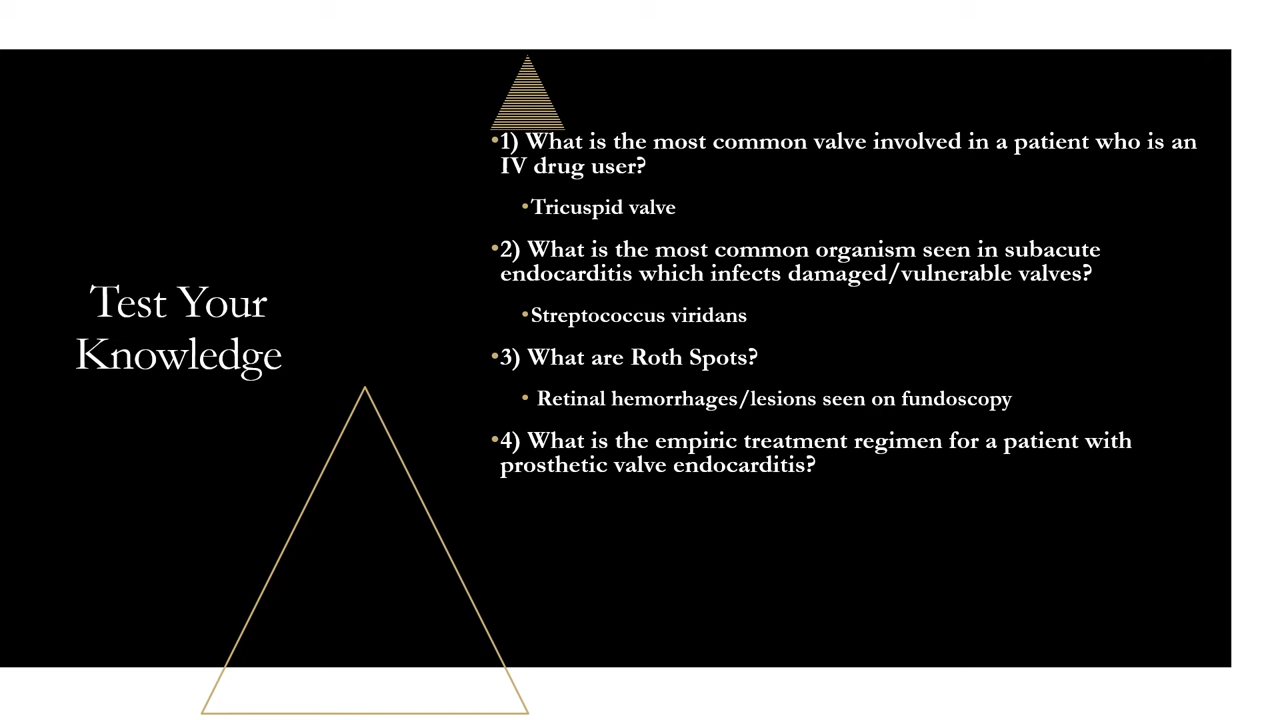 Test Your
Knowledge
•1) What is the most common valve involved in a patient who is an
IV drug user?
•Tricuspid valve
•2) What is the most common organism seen in subacute
endocarditis which infects damaged/vulnerable valves?
•Streptococcus viridans
•3) What are Roth Spots?
• Retinal hemorrhages/lesions seen on fundoscopy
•4) What is the empiric treatment regimen for a patient with
prosthetic valve endocarditis?